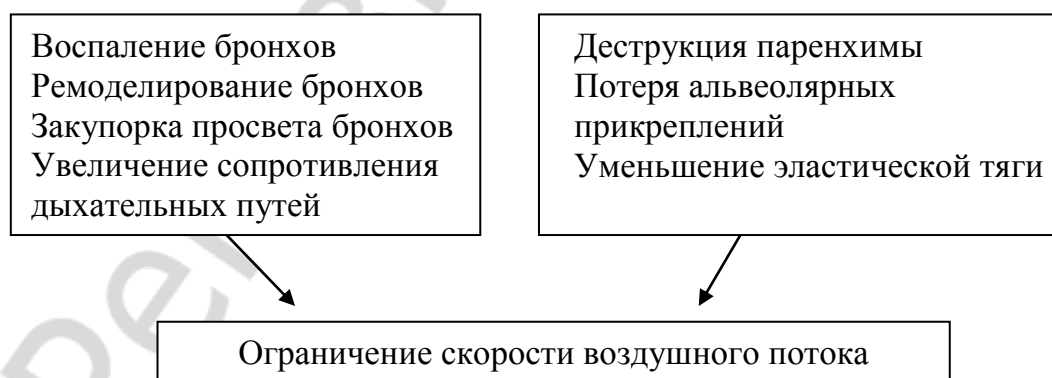 Воспаление бронхов
Ремоделирование бронхов
Закупорка просвета бронхов
Увеличение сопротивления
дыхательных путей
Деструкция паренхимы
Потеря альвеолярных
прикреплений
Уменьшение эластической тяги
Ограничение скорости воздушного потока